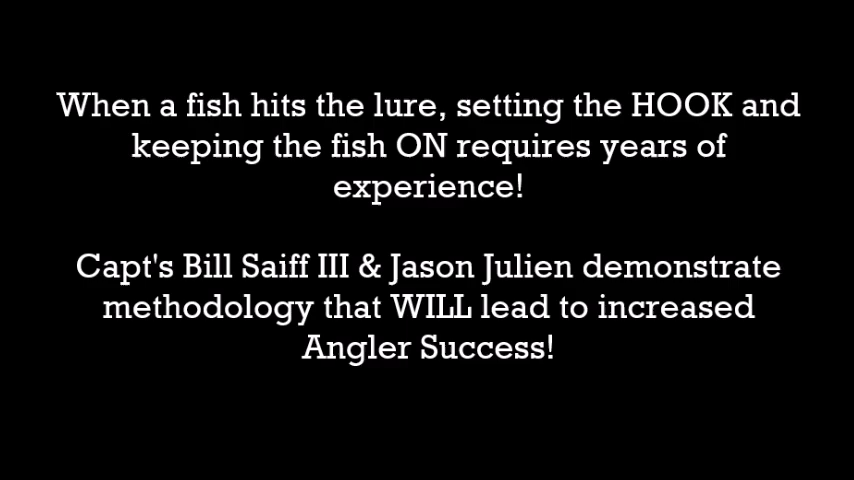 When a fish hits the lure, setting the HOOK and
keeping the fish ON requires years of
experience!
Capt's Bill Saiff III & Jason Julien demonstrate
methodology that WILL lead to increased
Angler Success!